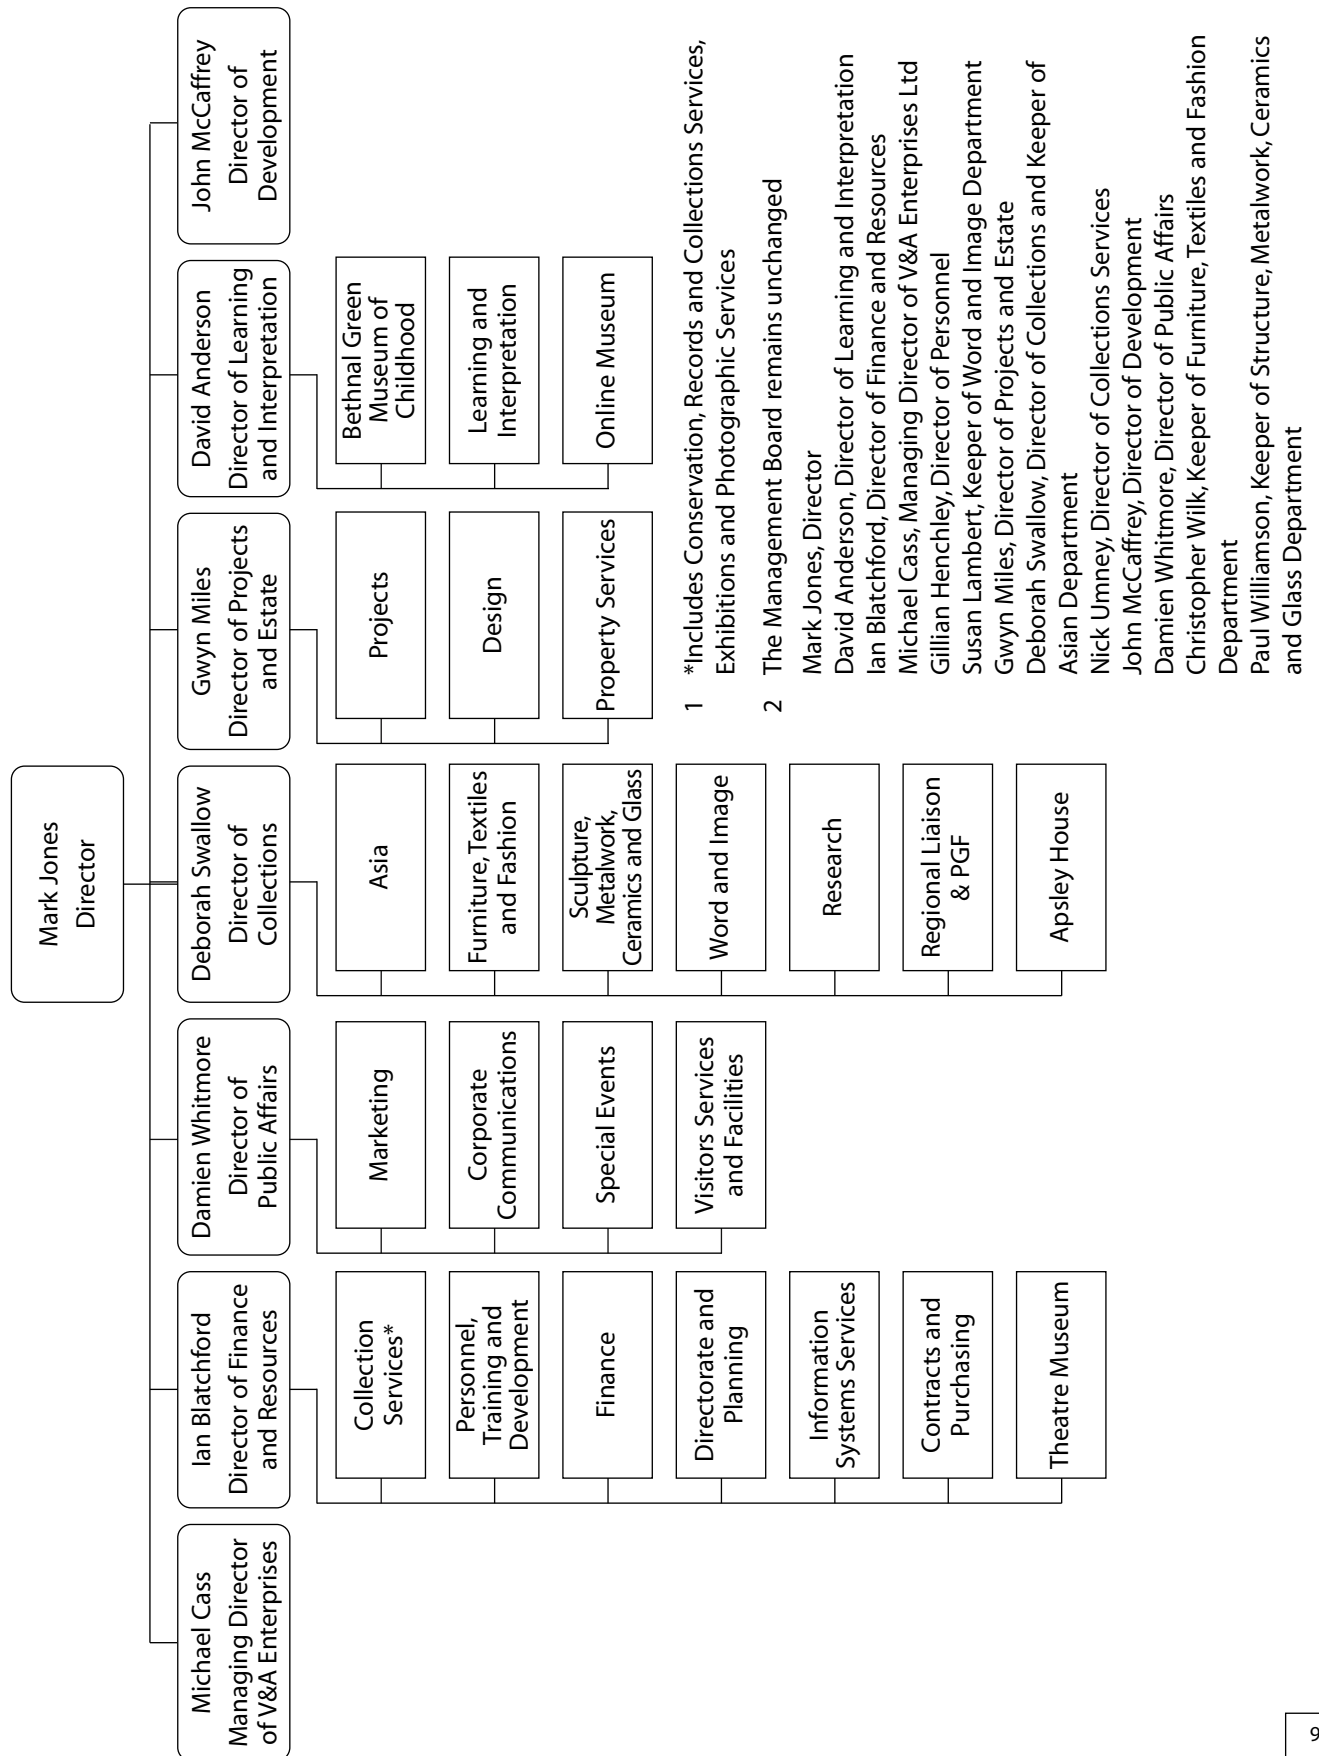 Mark Jones
Director
Michael Cass
Managing Director
of V&A Enterprises
Ian Blatchford
Director of Finance
and Resources
Damien Whitmore
Director of
Public Affairs
Deborah Swallow
Director of
Collections
Gwyn Miles
Director of Projects
and Estate
David Anderson
Director of Learning
and Interpretation
John McCaffrey
Director of
Development
Collection
Services*
Personnel,
Training and
Development
Finance
Directorate and
Planning
Information
Systems Services
Contracts and
Purchasing
Theatre Museum
Marketing
Corporate
Communications
Special Events
Visitors Services
and Facilities
Asia
Furniture, Textiles
and Fashion
Sculpture,
Metalwork,
Ceramics and Glass
Word and Image
Research
Regional Liaison
& PGF
Apsley House
Projects
Design
Property Services
Bethnal Green
Museum of
Childhood
Learning and
Interpretation
Online Museum
1 *Includes Conservation, Records and Collections Services,
Exhibitions and Photographic Services
2 The Management Board remains unchanged
Mark Jones, Director
David Anderson, Director of Learning and Interpretation
Ian Blatchford, Director of Finance and Resources
Michael Cass, Managing Director of V&A Enterprises Ltd
Gillian Henchley, Director of Personnel
Susan Lambert, Keeper of Word and Image Department
Gwyn Miles, Director of Projects and Estate
Deborah Swallow, Director of Collections and Keeper of
Asian Department
Nick Umney, Director of Collections Services
John McCaffrey, Director of Development
Damien Whitmore, Director of Public Affairs
Christopher Wilk, Keeper of Furniture, Textiles and Fashion
Department
Paul Williamson, Keeper of Structure, Metalwork, Ceramics
and Glass Department
9